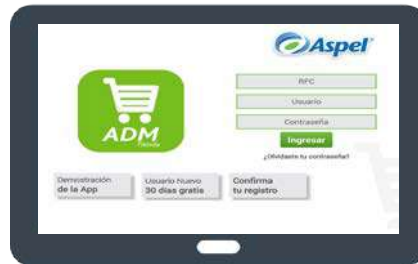 Aspel
RFC
Usuario
Contraseña
Ingresar
¿Olvidaste tu contraseña?
ADM
tienda
Demostración
de la App
Usuario Nuevo
30 días gratis
Confirma
tu registro